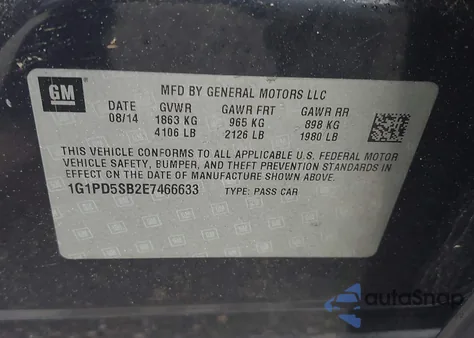 GM
MFD BY GENERAL MOTORS LLC
DATE GVWR GAWR FRT GAWR RR
08/14 1863 KG 965 KG 898 KG
4106 LB 2126 LB 1980 LB
THIS VEHICLE CONFORMS TO ALL APPLICABLE U.S. FEDERAL MOTOR
VEHICLE SAFETY, BUMPER, AND THEFT PREVENTION STANDARDS IN
EFFECT ON THE DATE OF MANUFACTURE SHOWN ABOVE.
1G1PD5SB2E7466633 TYPE: PASS CAR
autoSnap